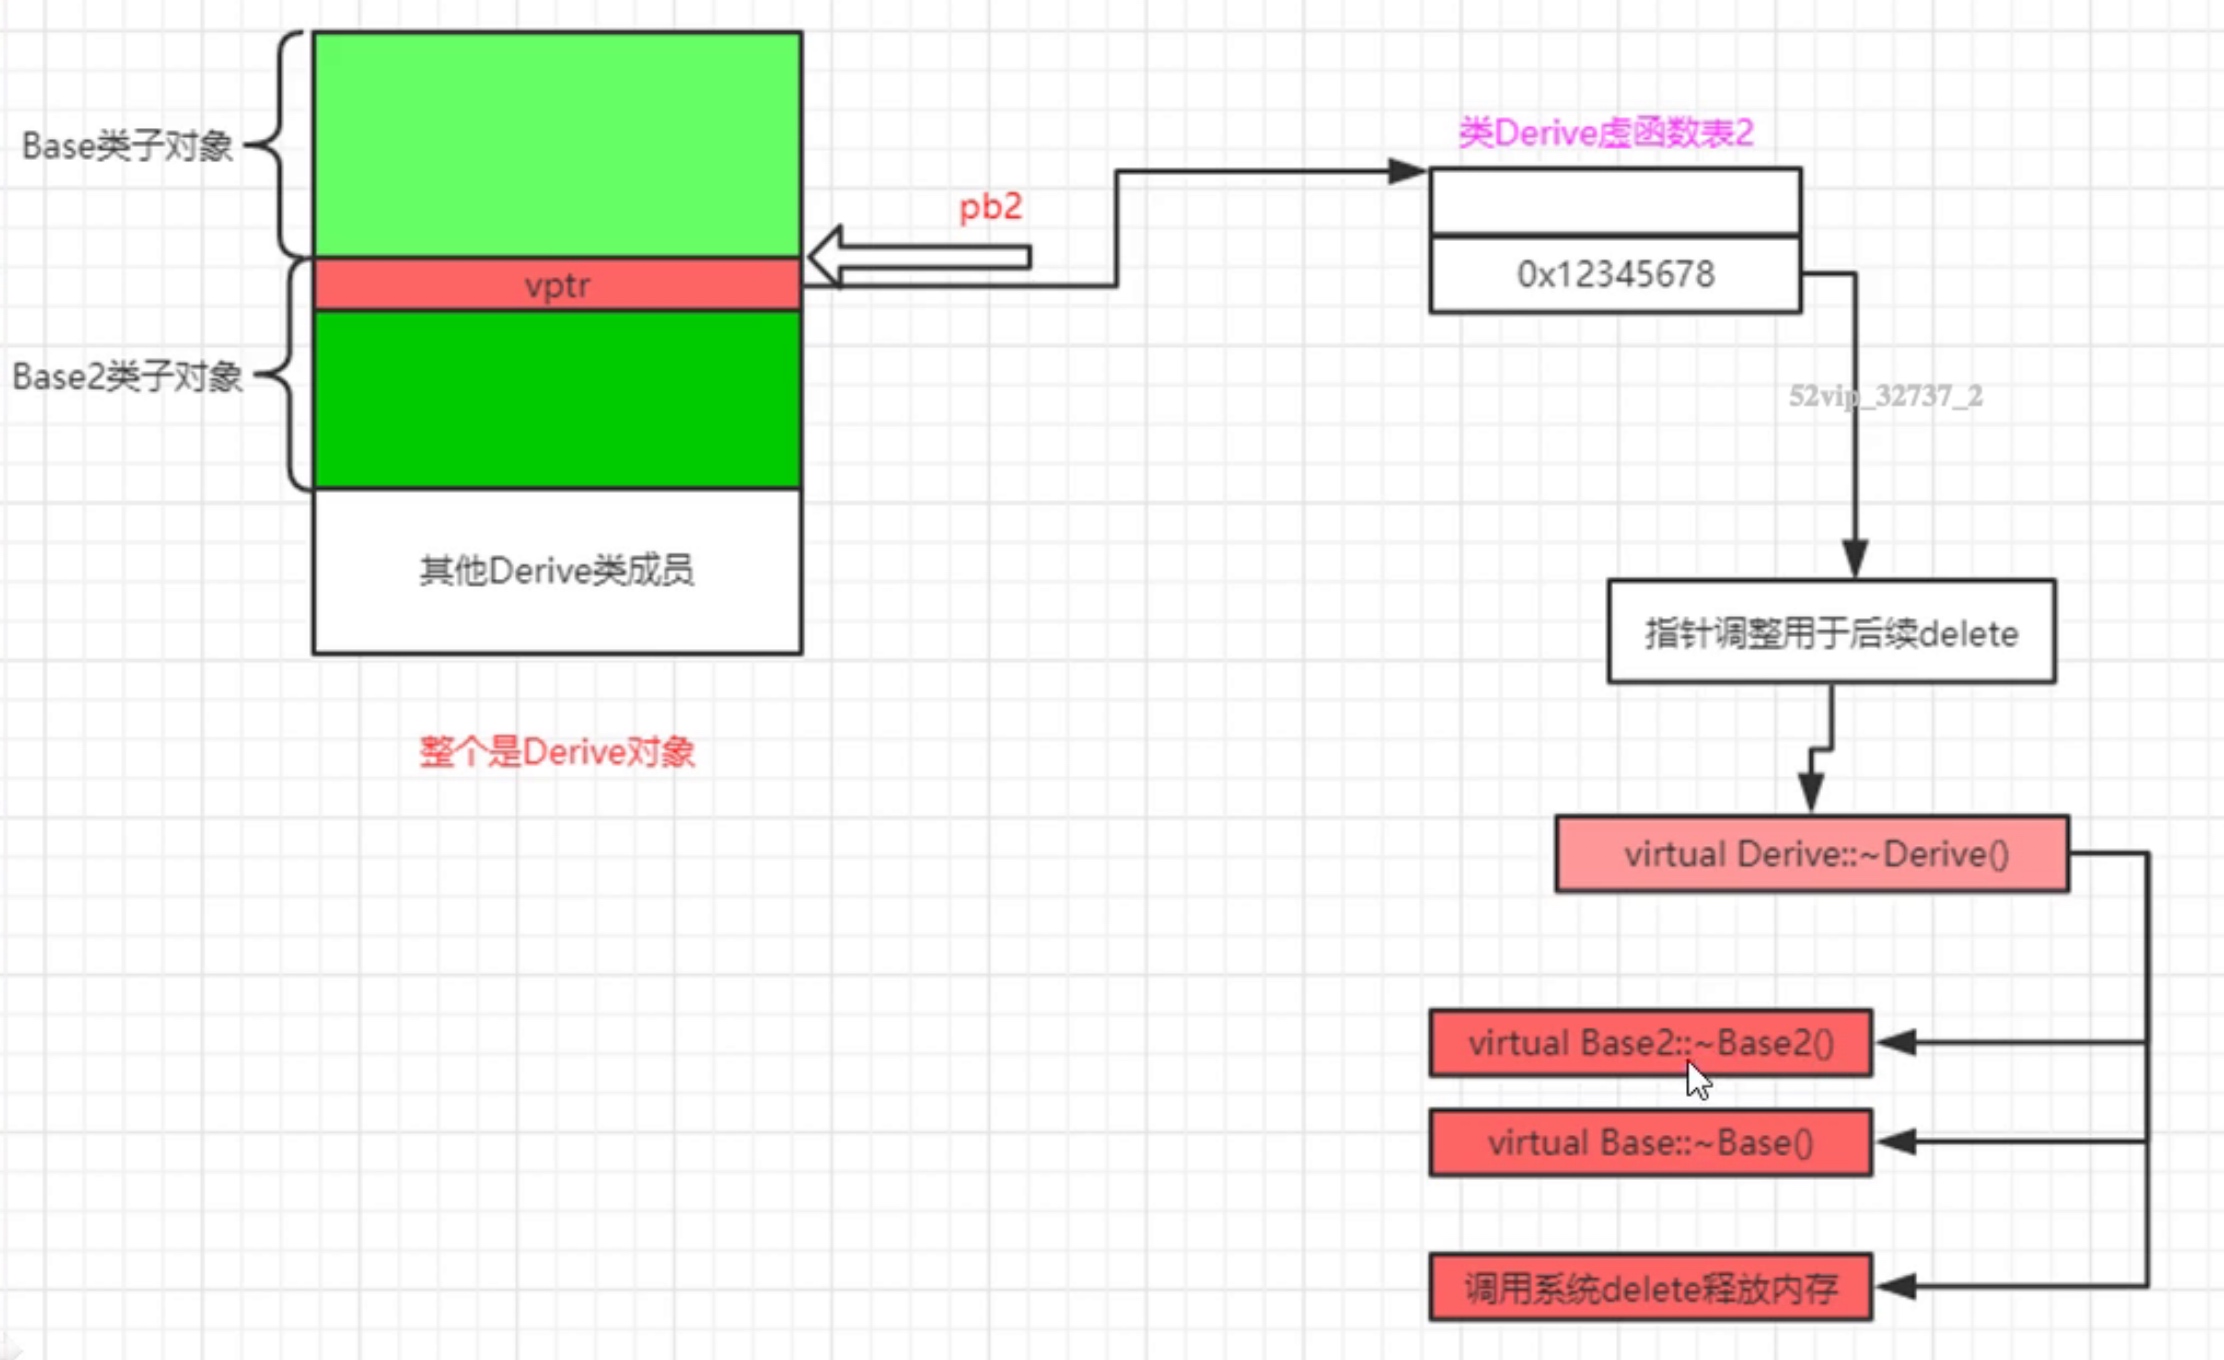 Base类子对象
vptr
Base2类子对象
其他Derive类成员
整个是Derive对象
pb2
类Derive虚函数表2
0x12345678
52vip_32737_2
指针调整用于后续delete
virtual Derive::~Derive()
virtual Base2::~Base2()
virtual Base::~Base()
调用系统delete释放内存